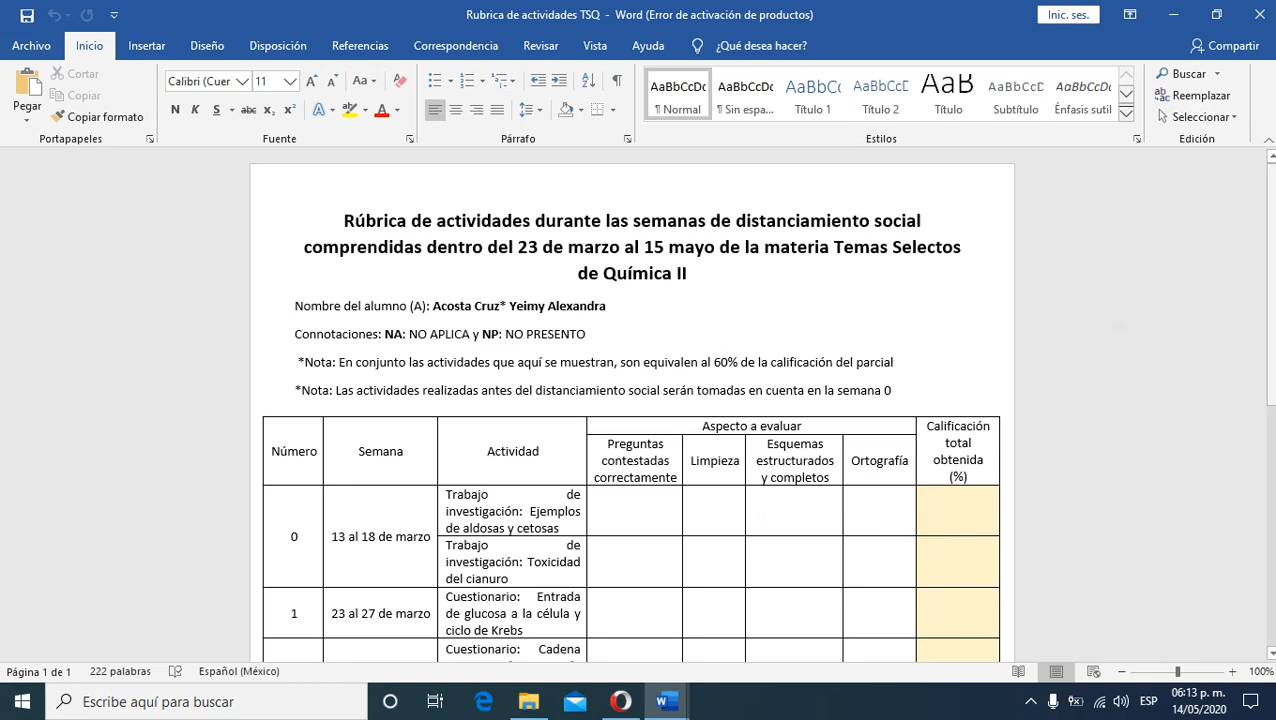 Rubrica de actividades TSQ - Word (Error de activación de productos)
Inic. ses.
Archivo Inicio Insertar Diseño Disposición Referencias Correspondencia Revisar Vista Ayuda ¿Qué desea hacer? Compartir
Pegar
Cortar
Copiar
Copiar formato
Portapapeles
Calibri (Cuer 11
Fuente
Párrafo
AaBbCcDc AaBbCcDc AaBbCc AaBbCcD AaB AaBbCcD AaBbCcDc
¶ Normal ¶ Sin espa... Título 1 Título 2 Título Subtítulo Énfasis sutil
Estilos
Buscar
Reemplazar
Seleccionar
Edición
Rúbrica de actividades durante las semanas de distanciamiento social
comprendidas dentro del 23 de marzo al 15 mayo de la materia Temas Selectos
de Química II
Nombre del alumno (A): Acosta Cruz* Yeimy Alexandra
Connotaciones: NA: NO APLICA y NP: NO PRESENTO
*Nota: En conjunto las actividades que aquí se muestran, son equivalen al 60% de la calificación del parcial
*Nota: Las actividades realizadas antes del distanciamiento social serán tomadas en cuenta en la semana 0
Número
Semana
Actividad
Aspecto a evaluar
Preguntas
contestadas
correctamente
Limpieza
Esquemas
estructurados
y completos
Ortografía
Calificación
total
obtenida
(%)
0
13 al 18 de marzo
Trabajo de
investigación: Ejemplos
de aldosas y cetosas
Trabajo de
investigación: Toxicidad
del cianuro
1
23 al 27 de marzo
Cuestionario: Entrada
de glucosa a la célula y
ciclo de Krebs
Cuestionario: Cadena
Página 1 de 1 222 palabras Español (México) 100%
Escribe aquí para buscar
ESP
06:13 p. m.
14/05/2020